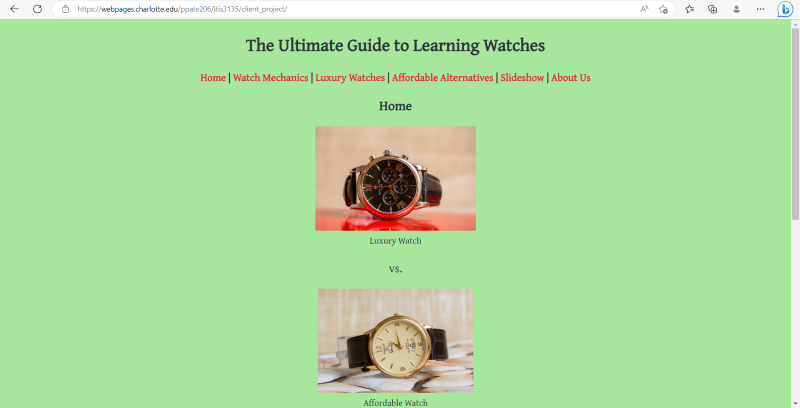 https://webpages.charlotte.edu/ppate206/itis3135/client_project/
The Ultimate Guide to Learning Watches
Home | Watch Mechanics | Luxury Watches | Affordable Alternatives | Slideshow | About Us
Home
Luxury Watch
vs.
Affordable Watch